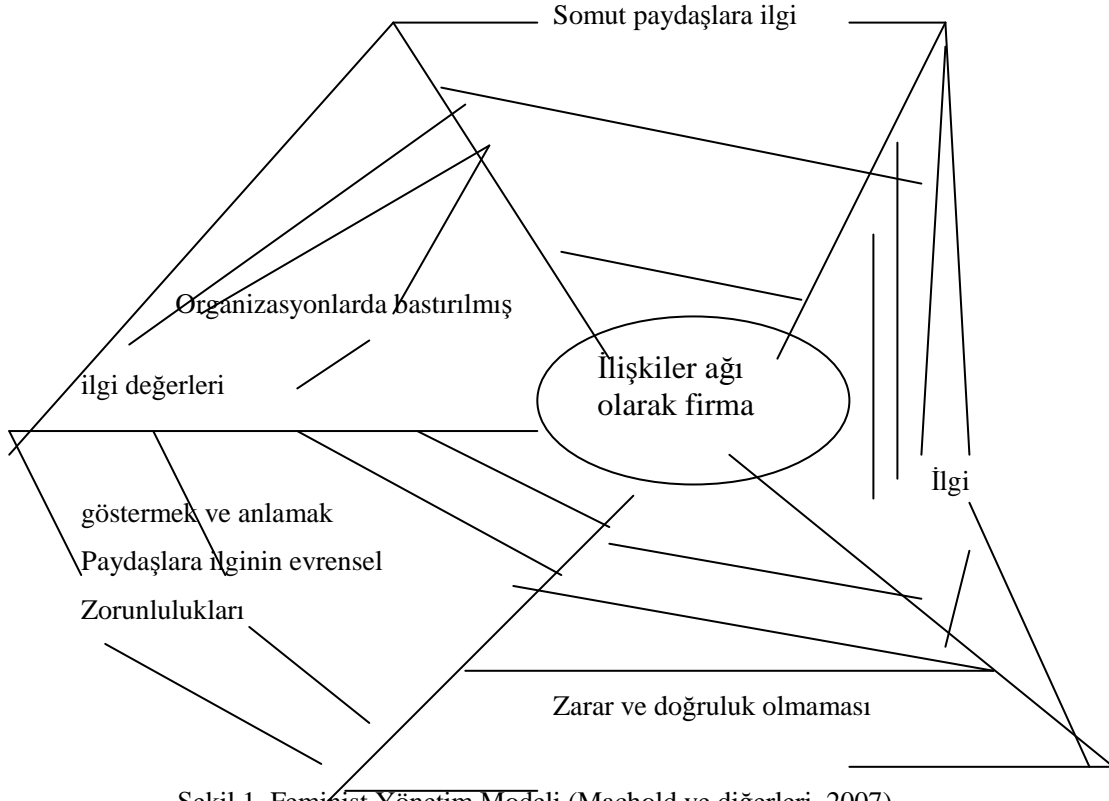 Somut paydaşlara ilgi
Organizasyonlarda bastırılmış
ilgi değerleri
İlişkiler ağı
olarak firma
İlgi
göstermek ve anlamak
Paydaşlara ilginin evrensel
Zorunlulukları
Zarar ve doğruluk olmaması
Şekil 1. Feminist Yönetim Modeli (Machold ve diğerleri, 2007)